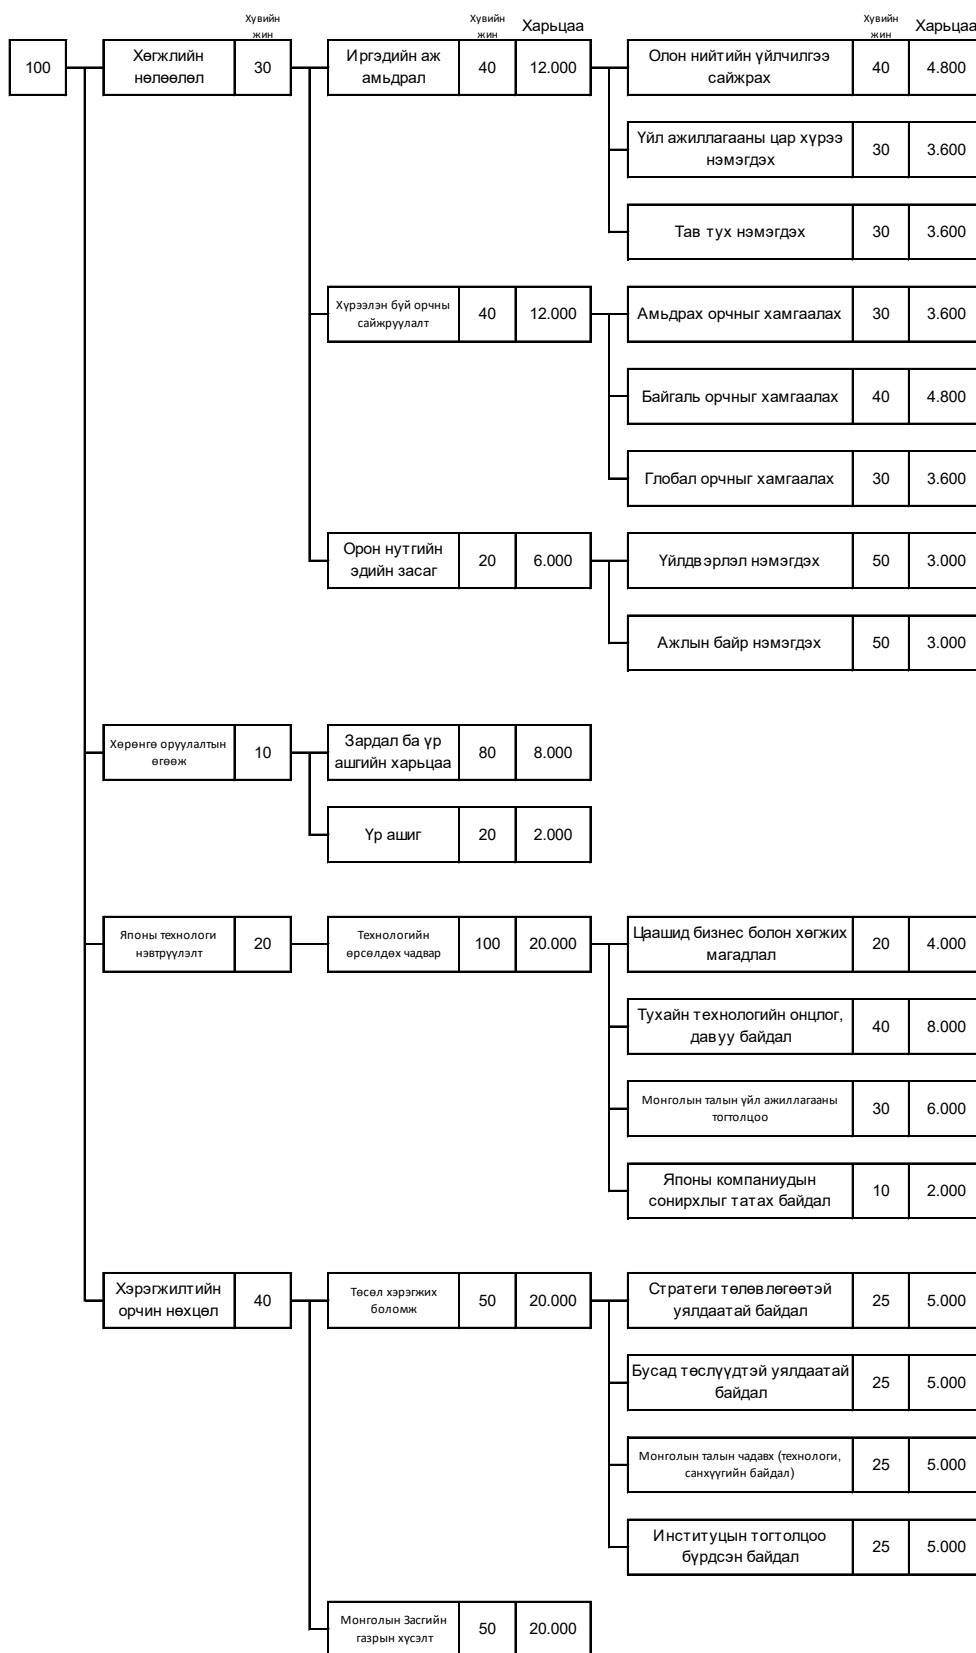 Хувийн
жин
Хувийн
жин
Харьцаа
Хувийн
жин
Харьцаа
100
Хөгжлийн
нөлөөлөл
30
Иргэдийн аж
амьдрал
40
12.000
Олон нийтийн үйлчилгээ
сайжрах
40
4.800
Үйл ажиллагааны цар хүрээ
нэмэгдэх
30
3.600
Тав тух нэмэгдэх
30
3.600
Хүрээлэн буй орчны
сайжруулалт
40
12.000
Амьдрах орчныг хамгаалах
30
3.600
Байгаль орчныг хамгаалах
40
4.800
Глобал орчныг хамгаалах
30
3.600
Орон нутгийн
эдийн засаг
20
6.000
Үйлдвэрлэл нэмэгдэх
50
3.000
Ажлын байр нэмэгдэх
50
3.000
Хөрөнгө оруулалтын
өгөөж
10
Зардал ба үр
ашгийн харьцаа
80
8.000
Үр ашиг
20
2.000
Японы технологи
нэвтрүүлэлт
20
Технологийн
өрсөлдөх чадвар
100
20.000
Цаашид бизнес болон хөгжих
магадлал
20
4.000
Тухайн технологийн онцлог,
давуу байдал
40
8.000
Монголын талын үйл ажиллагааны
тогтолцоо
30
6.000
Японы компаниудын
сонирхлыг татах байдал
10
2.000
Хэрэгжилтийн
орчин нөхцөл
40
Төсөл хэрэгжих
боломж
50
20.000
Стратеги төлөвлөгөөтэй
уялдаатай байдал
25
5.000
Бусад төслүүдтэй уялдаатай
байдал
25
5.000
Монголын талын чадавх (технологи,
санхүүгийн байдал)
25
5.000
Институцын тогтолцоо
бүрдсэн байдал
25
5.000
Монголын Засгийн
газрын хүсэлт
50
20.000